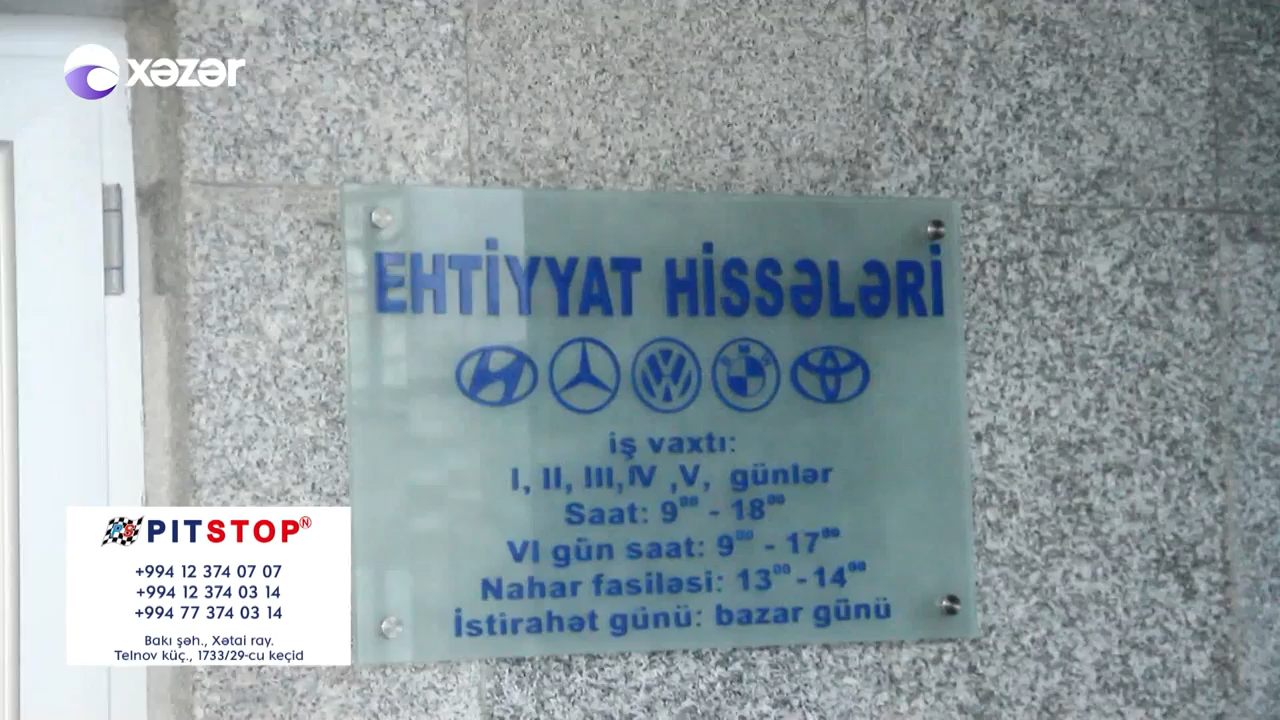 xəzər
EHTİYYAT HİSSƏLƏRİ
iş vaxtı:
I, II, III, IV ,V, günlər
Saat: 9⁰⁰ - 18⁰⁰
VI gün saat: 9⁰⁰ - 17⁰⁰
Nahar fasiləsi: 13⁰⁰ - 14⁰⁰
İstirahət günü: bazar günü
PS PITSTOP N
+994 12 374 07 07
+994 12 374 03 14
+994 77 374 03 14
Bakı şəh., Xətai ray.
Telnov küç., 1733/29-cu keçid